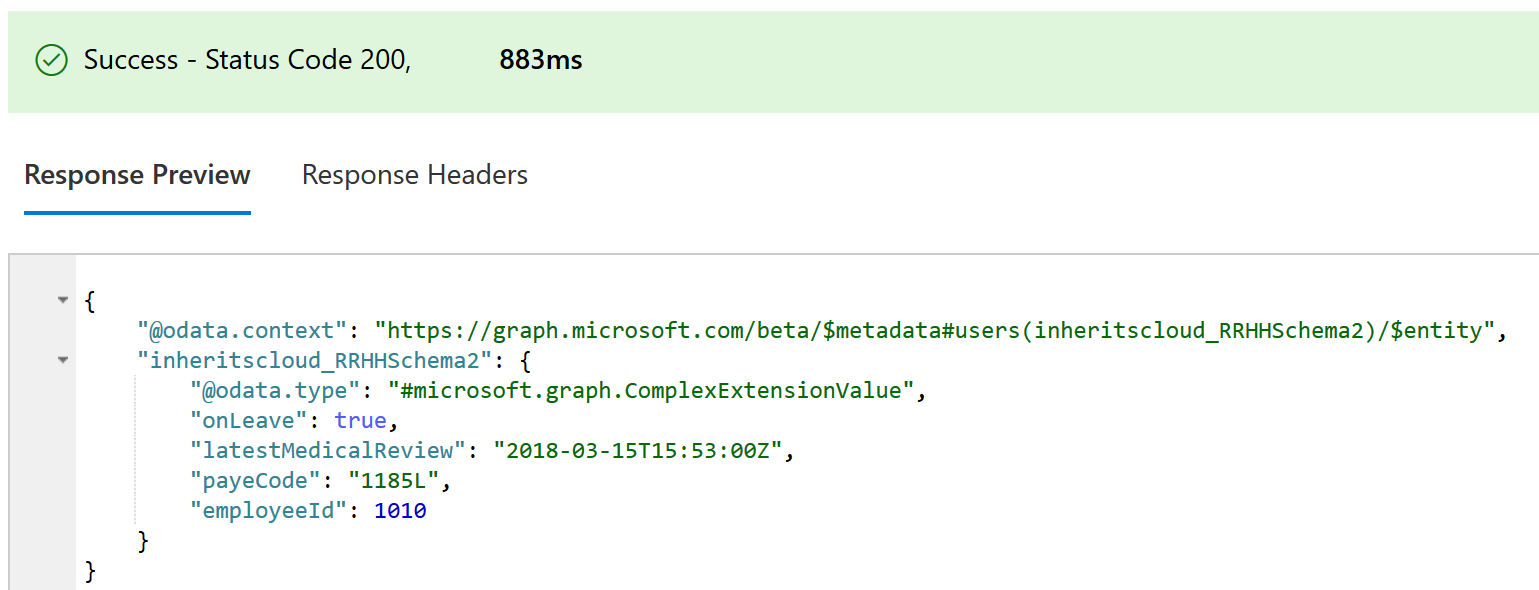 Success - Status Code 200, 883ms
Response Preview Response Headers
{
"@odata.context": "https://graph.microsoft.com/beta/$metadata#users(inheritscloud_RRHHSchema2)/$entity",
"inheritscloud_RRHHSchema2": {
"@odata.type": "#microsoft.graph.ComplexExtensionValue",
"onLeave": true,
"latestMedicalReview": "2018-03-15T15:53:00Z",
"payeCode": "1185L",
"employeeId": 1010
}
}